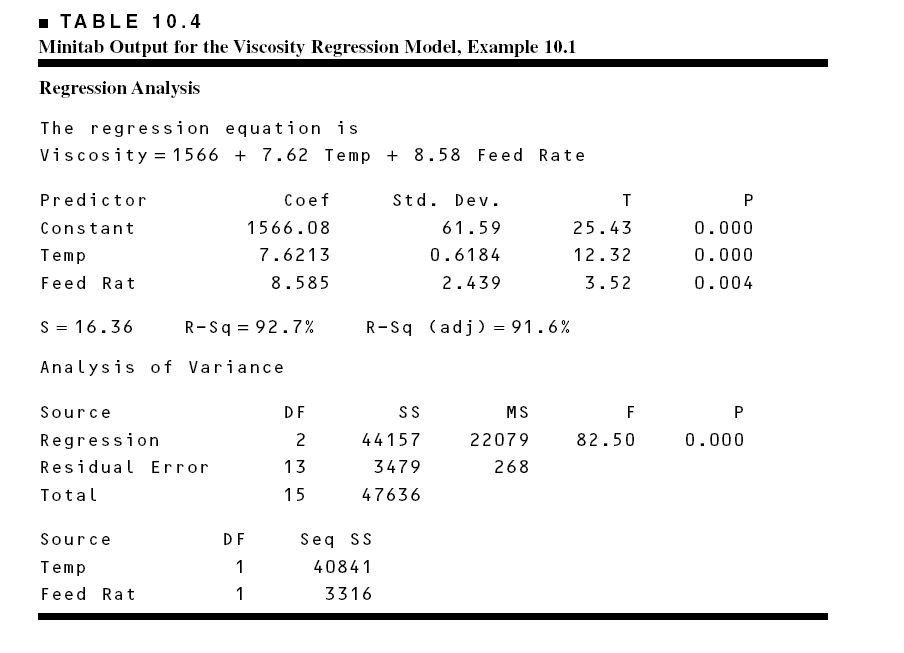 ■ TABLE 10.4
Minitab Output for the Viscosity Regression Model, Example 10.1
Regression Analysis
The regression equation is
Viscosity = 1566 + 7.62 Temp + 8.58 Feed Rate
Predictor Coef Std. Dev. T P
Constant 1566.08 61.59 25.43 0.000
Temp 7.6213 0.6184 12.32 0.000
Feed Rat 8.585 2.439 3.52 0.004
S = 16.36 R-Sq = 92.7% R-Sq (adj) = 91.6%
Analysis of Variance
Source DF SS MS F P
Regression 2 44157 22079 82.50 0.000
Residual Error 13 3479 268
Total 15 47636
Source DF Seq SS
Temp 1 40841
Feed Rat 1 3316